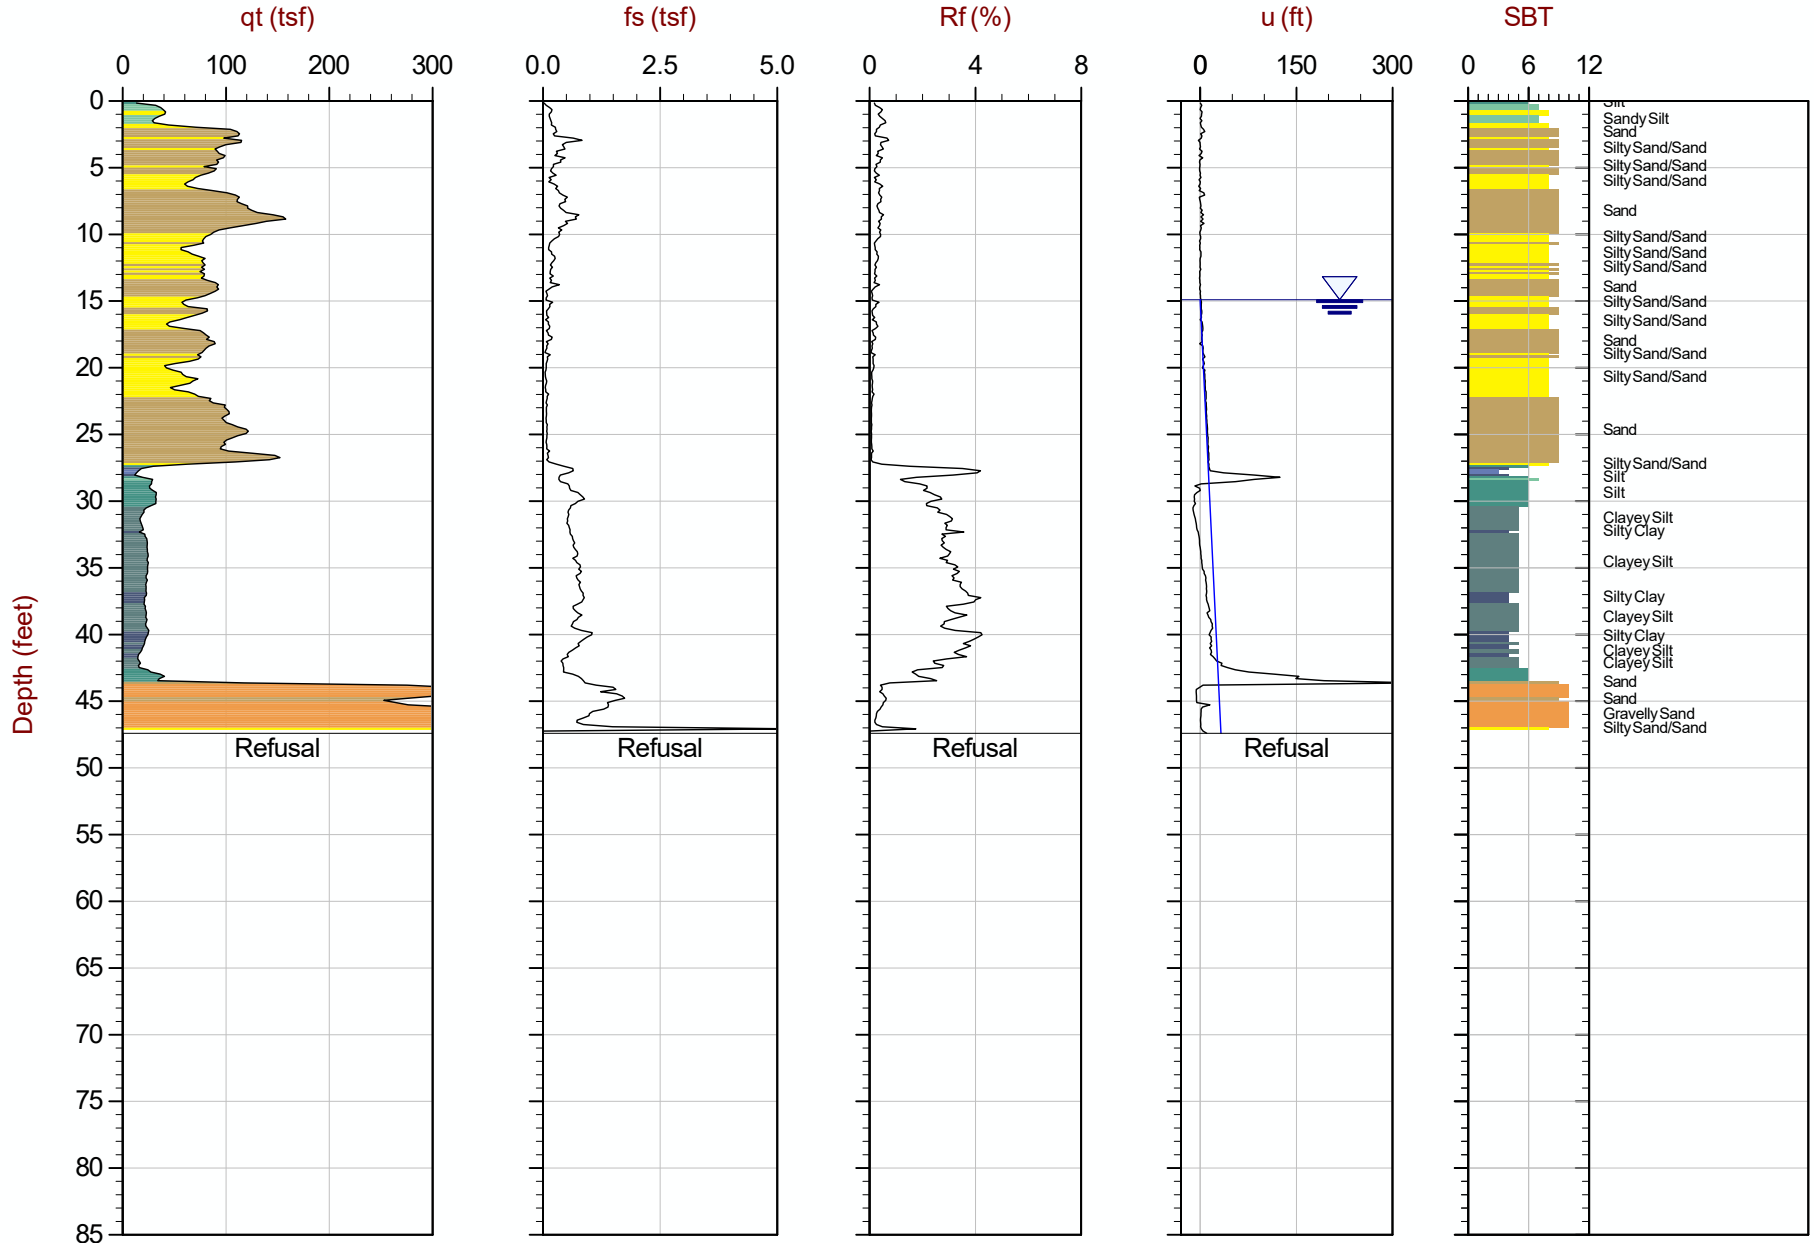 qt (tsf) fs (tsf) Rf (%) u (ft) SBT
0 100 200 300 0.0 2.5 5.0 0 4 8 0 150 300 0 6 12
0
5
10
15
20
25
30
35
40
45
50
55
60
65
70
75
80
85
Depth (feet)
Silt
Sandy Silt
Sand
Silty Sand/Sand
Silty Sand/Sand
Silty Sand/Sand
Sand
Silty Sand/Sand
Silty Sand/Sand
Silty Sand/Sand
Sand
Silty Sand/Sand
Silty Sand/Sand
Sand
Silty Sand/Sand
Silty Sand/Sand
Sand
Silty Sand/Sand
Silt
Silt
Clayey Silt
Silty Clay
Clayey Silt
Silty Clay
Clayey Silt
Silty Clay
Clayey Silt
Clayey Silt
Sand
Sand
Gravelly Sand
Silty Sand/Sand
Refusal Refusal Refusal Refusal